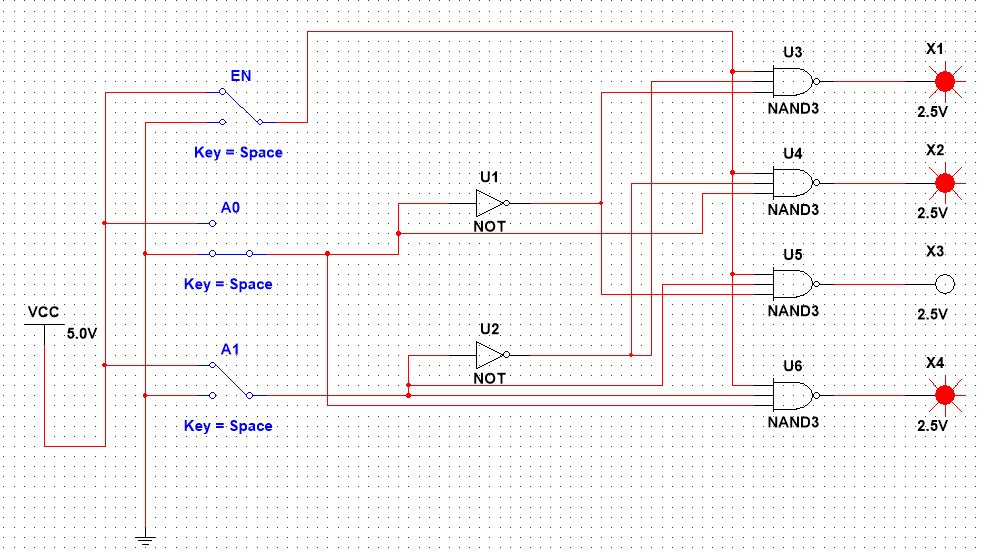 EN
Key = Space
A0
Key = Space
VCC
5.0V
A1
Key = Space
U1
NOT
U2
NOT
U3
NAND3
U4
NAND3
U5
NAND3
U6
NAND3
X1
2.5V
X2
2.5V
X3
2.5V
X4
2.5V